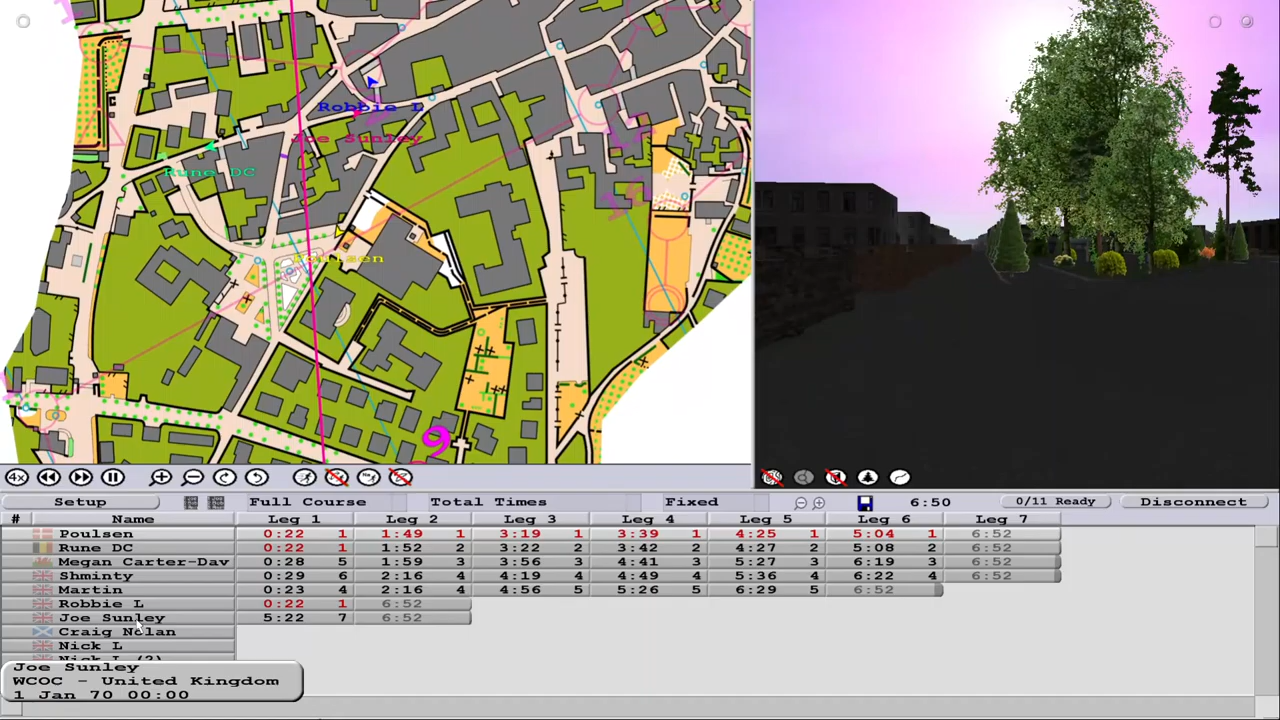 Robbie L
Joe Sunley
Rune DC
Poulsen
9
4x
Setup Full Course Total Times Fixed 6:50 0/11 Ready Disconnect
# Name Leg 1 Leg 2 Leg 3 Leg 4 Leg 5 Leg 6 Leg 7
Poulsen 0:22 1 1:49 1 3:19 1 3:39 1 4:25 1 5:04 1 6:52
Rune DC 0:22 1 1:52 2 3:22 2 3:42 2 4:27 2 5:08 2 6:52
Megan Carter-Dav 0:28 5 1:59 3 3:56 3 4:41 3 5:27 3 6:19 3 6:52
Shminty 0:29 6 2:16 4 4:19 4 4:49 4 5:36 4 6:22 4 6:52
Martin 0:23 4 2:16 4 4:56 5 5:26 5 6:29 5 6:52
Robbie L 0:22 1 6:52
Joe Sunley 5:22 7 6:52
Craig Nolan
Nick L
Nick L (2)
Joe Sunley
WCOC - United Kingdom
1 Jan 70 00:00